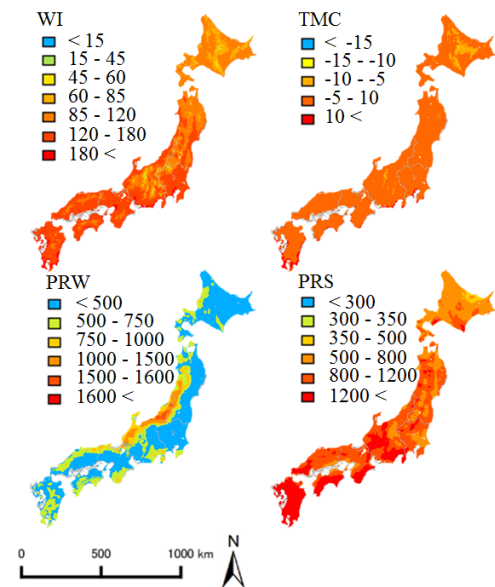 WI
< 15
15 - 45
45 - 60
60 - 85
85 - 120
120 - 180
180 <
TMC
< -15
-15 - -10
-10 - -5
-5 - 10
10 <
PRW
< 500
500 - 750
750 - 1000
1000 - 1500
1500 - 1600
1600 <
PRS
< 300
300 - 350
350 - 500
500 - 800
800 - 1200
1200 <
N
0 500 1000 km